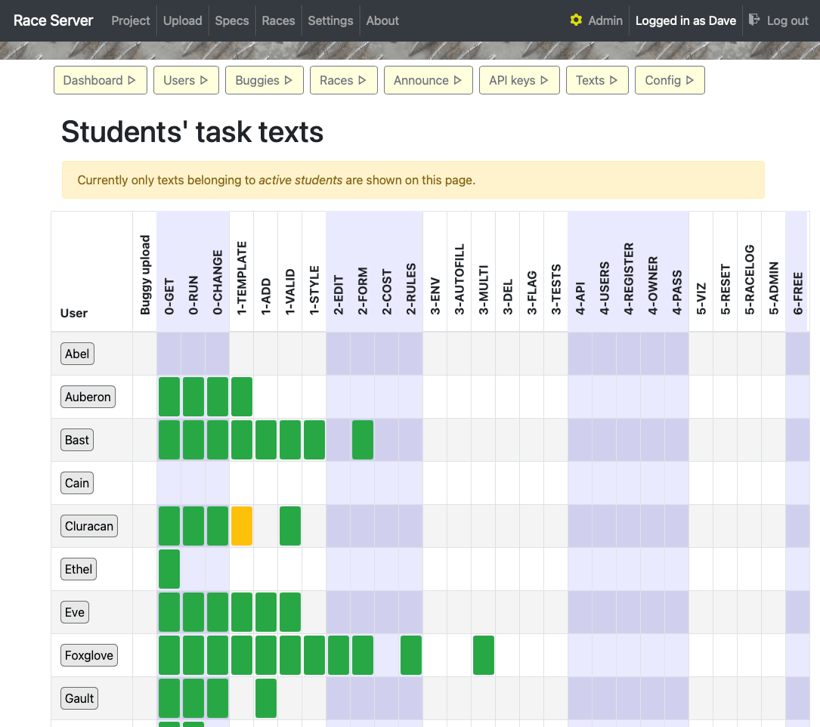 Race Server Project Upload Specs Races Settings About Admin Logged in as Dave Log out
Dashboard Users Buggies Races Announce API keys Texts Config
Students' task texts
Currently only texts belonging to active students are shown on this page.
User
Buggy upload
0-GET
0-RUN
0-CHANGE
1-TEMPLATE
1-ADD
1-VALID
1-STYLE
2-EDIT
2-FORM
2-COST
2-RULES
3-ENV
3-AUTOFILL
3-MULTI
3-DEL
3-FLAG
3-TESTS
4-API
4-USERS
4-REGISTER
4-OWNER
4-PASS
5-VIZ
5-RESET
5-RACELOG
5-ADMIN
6-FREE
Abel
Auberon
Bast
Cain
Cluracan
Ethel
Eve
Foxglove
Gault